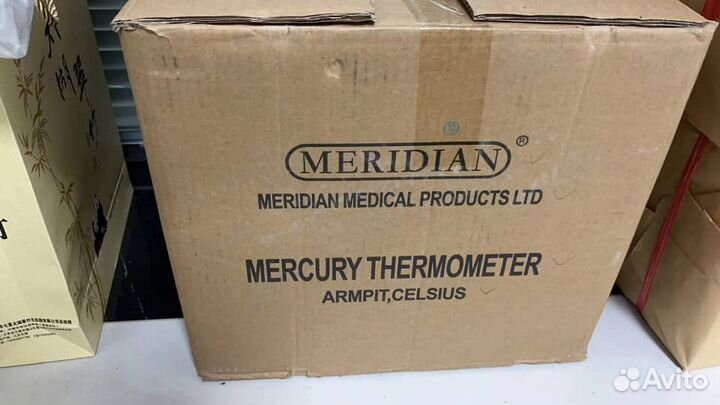 MERIDIAN®
MERIDIAN MEDICAL PRODUCTS LTD
MERCURY THERMOMETER
ARMPIT,CELSIUS
Avito